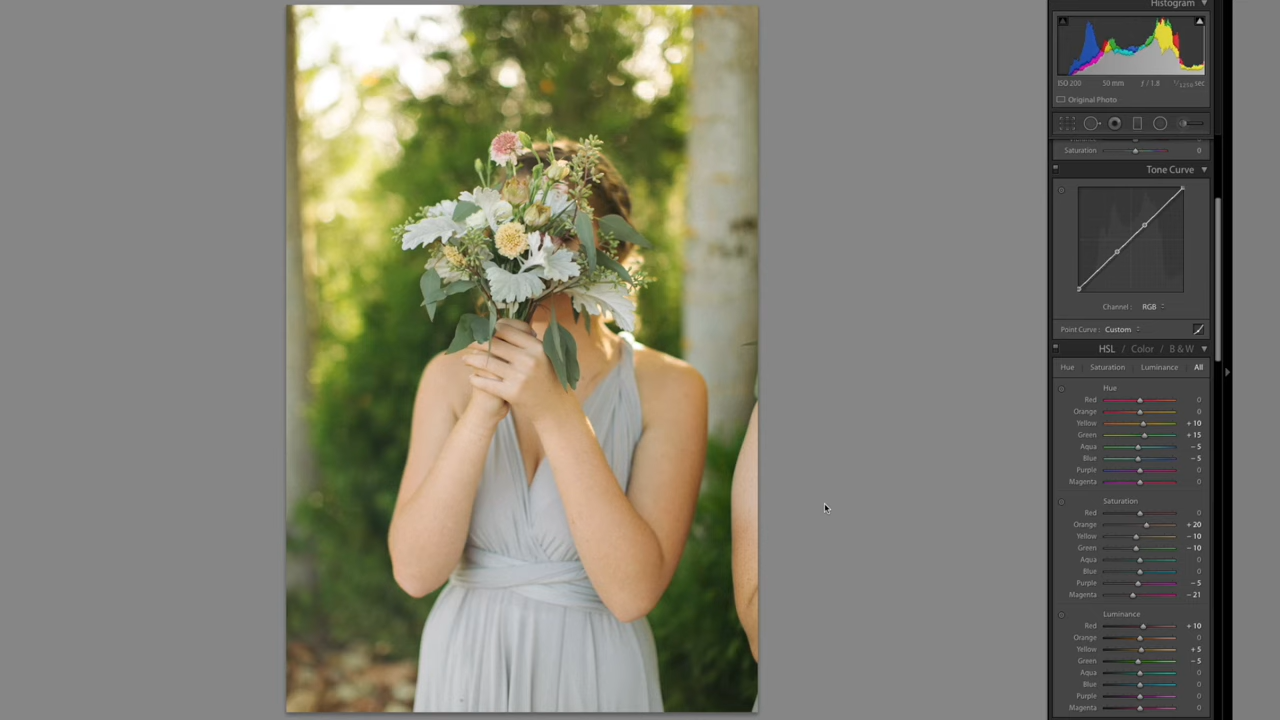 Histogram
ISO 200 50 mm ƒ / 1.8 sec
Original Photo
Saturation 0
Tone Curve
Channel : RGB
Point Curve : Custom
HSL / Color / B & W
Hue Saturation Luminance All
Hue
Red 0
Orange 0
Yellow + 10
Green + 15
Aqua − 5
Blue − 5
Purple 0
Magenta 0
Saturation
Red 0
Orange + 20
Yellow − 10
Green − 10
Aqua 0
Blue 0
Purple − 5
Magenta − 21
Luminance
Red + 10
Orange 0
Yellow + 5
Green − 5
Aqua 0
Blue 0
Purple 0
Magenta 0